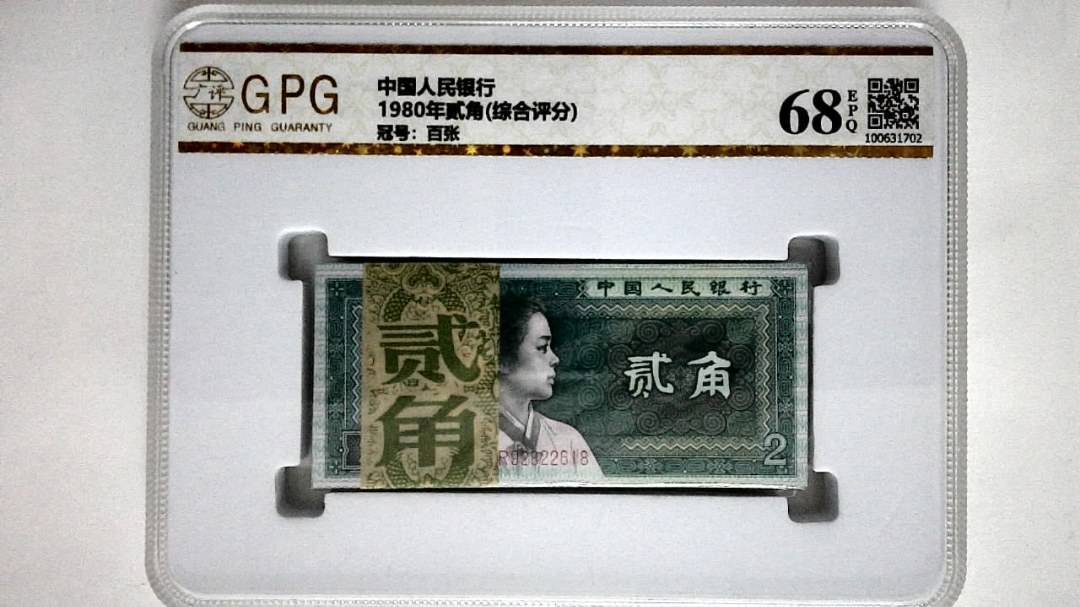 广评
GPG
GUANG PING GUARANTY
中国人民银行
1980年贰角(综合评分)
冠号：百张
68
EPQ
100631702
中国人民银行
贰角
贰角
2